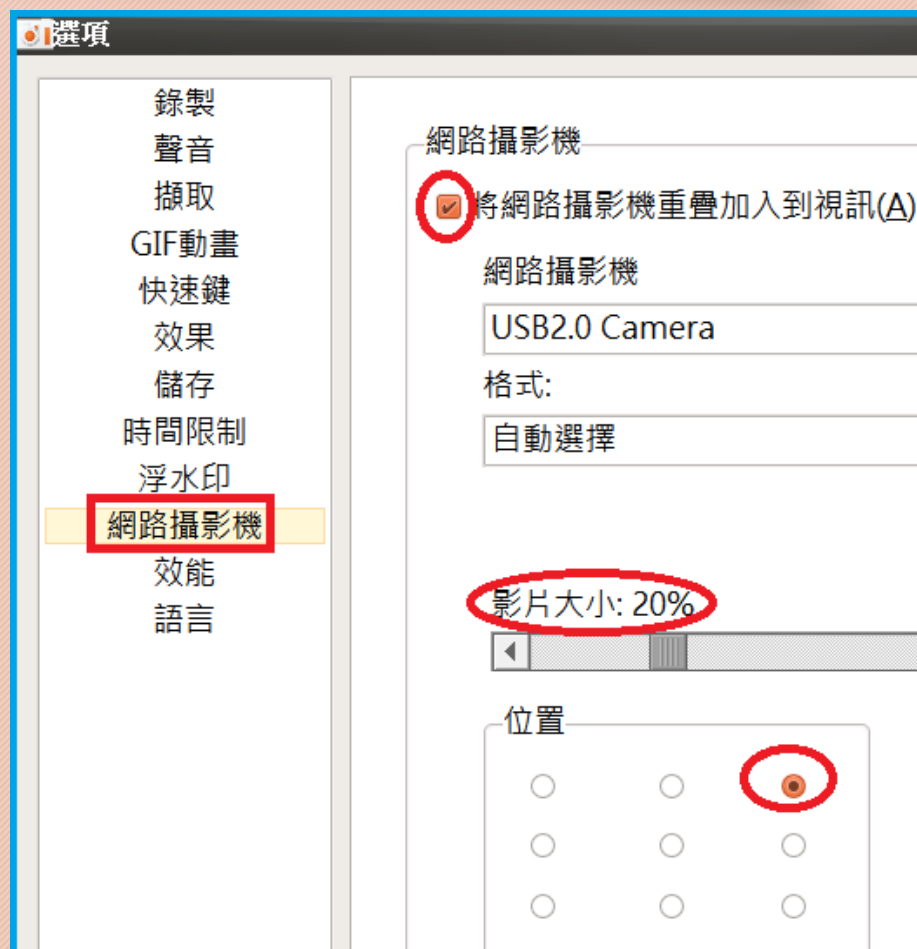 選項
錄製
聲音
擷取
GIF動畫
快速鍵
效果
儲存
時間限制
浮水印
網路攝影機
效能
語言
網路攝影機
將網路攝影機重疊加入到視訊(A)
網路攝影機
USB2.0 Camera
格式:
自動選擇
影片大小: 20%
位置